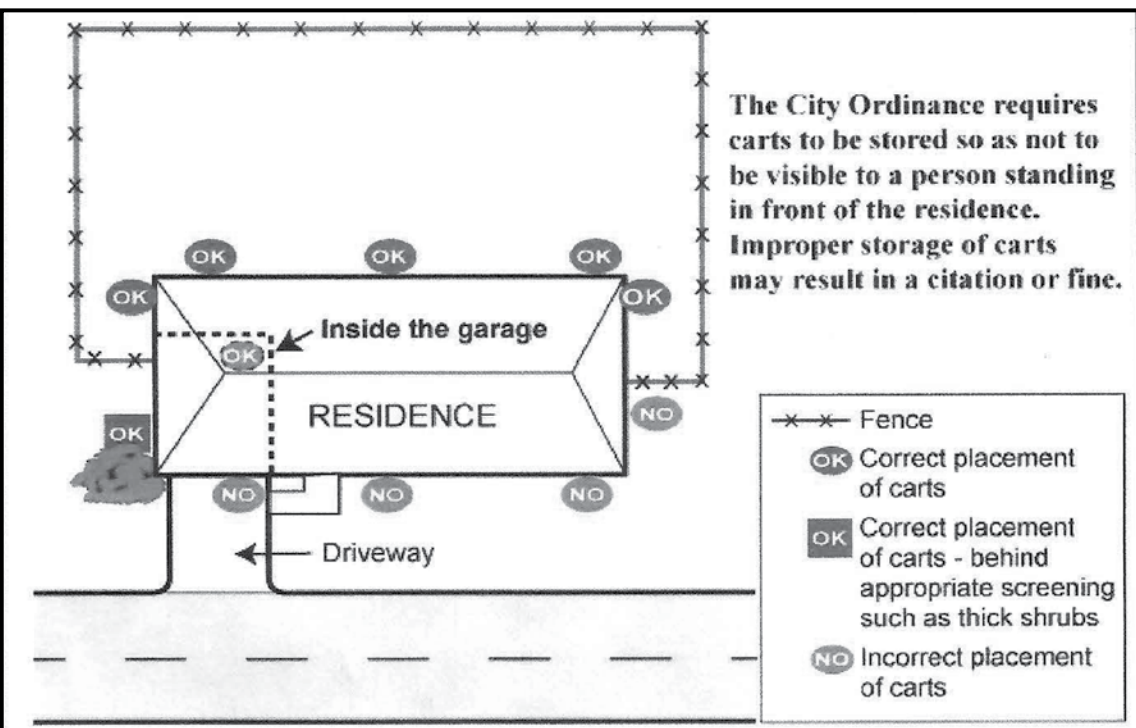 The City Ordinance requires
carts to be stored so as not to
be visible to a person standing
in front of the residence.
Improper storage of carts
may result in a citation or fine.
OK OK OK
OK OK
Inside the garage
OK
RESIDENCE
OK
NO
NO NO NO
Driveway
Fence
OK Correct placement
of carts
OK Correct placement
of carts - behind
appropriate screening
such as thick shrubs
NO Incorrect placement
of carts